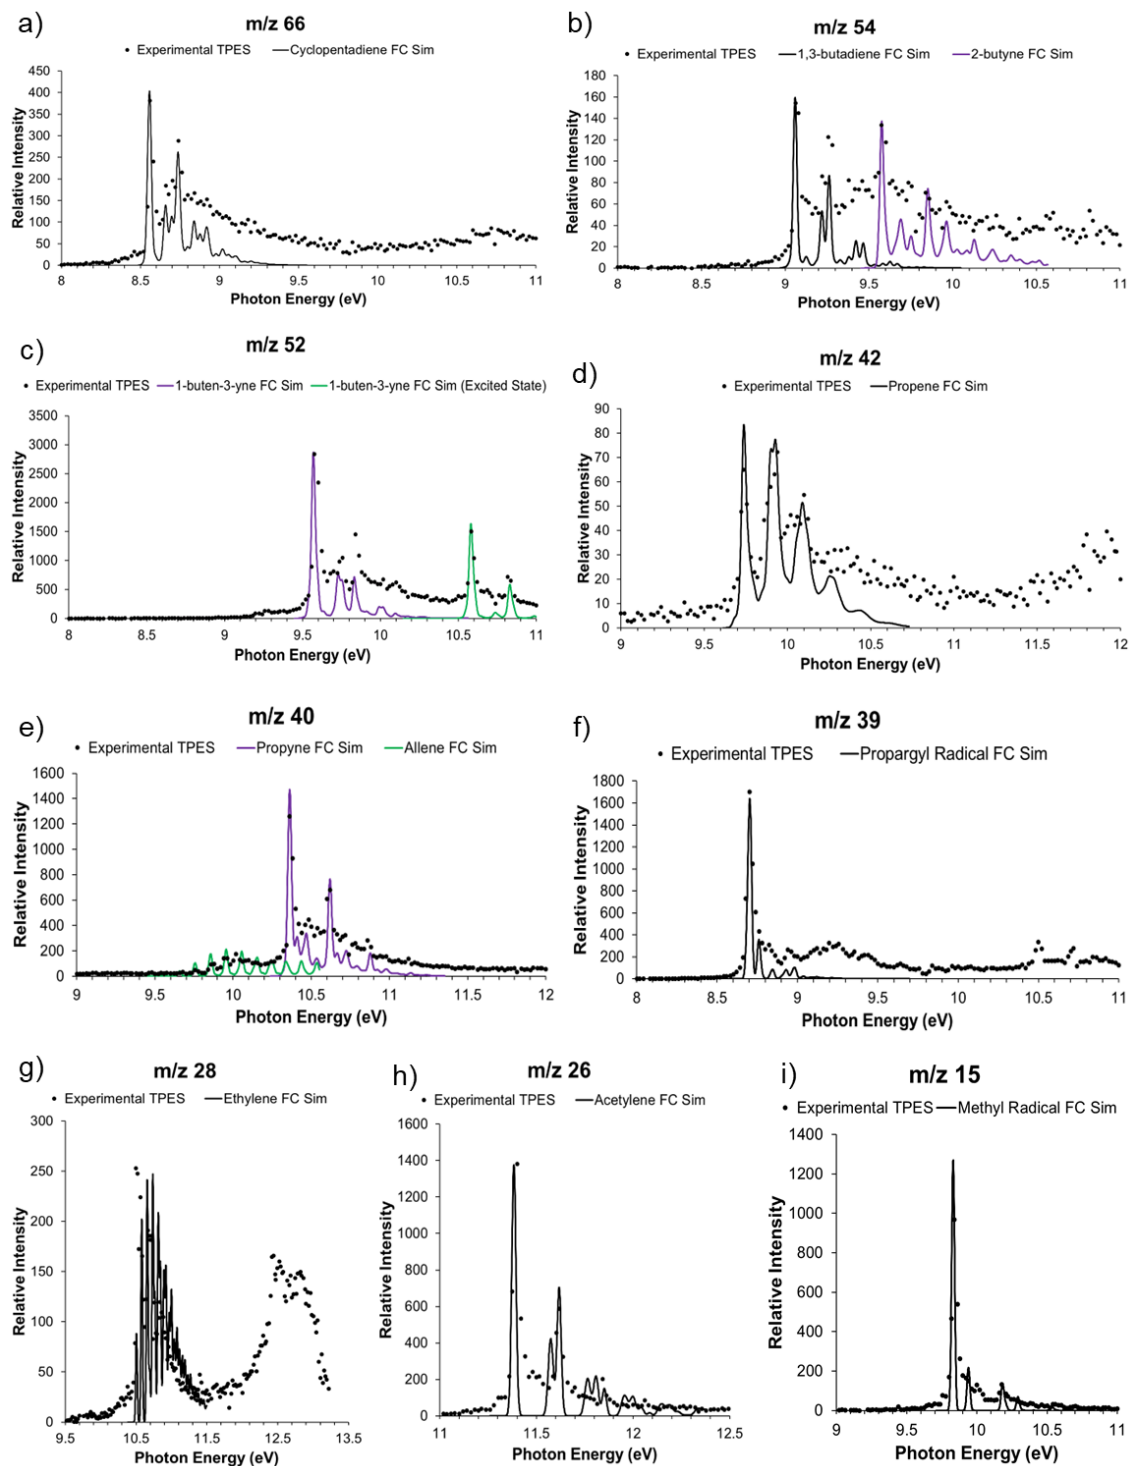 a)
m/z 66
Experimental TPES Cyclopentadiene FC Sim
450
400
350
300
250
200
150
100
50
0
Relative Intensity
8 8.5 9 9.5 10 10.5 11
Photon Energy (eV)
b)
m/z 54
Experimental TPES 1,3-butadiene FC Sim 2-butyne FC Sim
180
160
140
120
100
80
60
40
20
0
Relative Intensity
8 8.5 9 9.5 10 10.5 11
Photon Energy (eV)
c)
m/z 52
Experimental TPES 1-buten-3-yne FC Sim 1-buten-3-yne FC Sim (Excited State)
3500
3000
2500
2000
1500
1000
500
0
Relative Intensity
8 8.5 9 9.5 10 10.5 11
Photon Energy (eV)
d)
m/z 42
Experimental TPES Propene FC Sim
90
80
70
60
50
40
30
20
10
0
Relative Intensity
9 9.5 10 10.5 11 11.5 12
Photon Energy (eV)
e)
m/z 40
Experimental TPES Propyne FC Sim Allene FC Sim
1600
1400
1200
1000
800
600
400
200
0
Relative Intensity
9 9.5 10 10.5 11 11.5 12
Photon Energy (eV)
f)
m/z 39
Experimental TPES Propargyl Radical FC Sim
1800
1600
1400
1200
1000
800
600
400
200
0
Relative Intensity
8 8.5 9 9.5 10 10.5 11
Photon Energy (eV)
g)
m/z 28
Experimental TPES Ethylene FC Sim
300
250
200
150
100
50
0
Relative Intensity
9.5 10.5 11.5 12.5 13.5
Photon Energy (eV)
h)
m/z 26
Experimental TPES Acetylene FC Sim
1600
1400
1200
1000
800
600
400
200
0
Relative Intensity
11 11.5 12 12.5
Photon Energy (eV)
i)
m/z 15
Experimental TPES Methyl Radical FC Sim
1400
1200
1000
800
600
400
200
0
Relative Intensity
9 9.5 10 10.5 11
Photon Energy (eV)